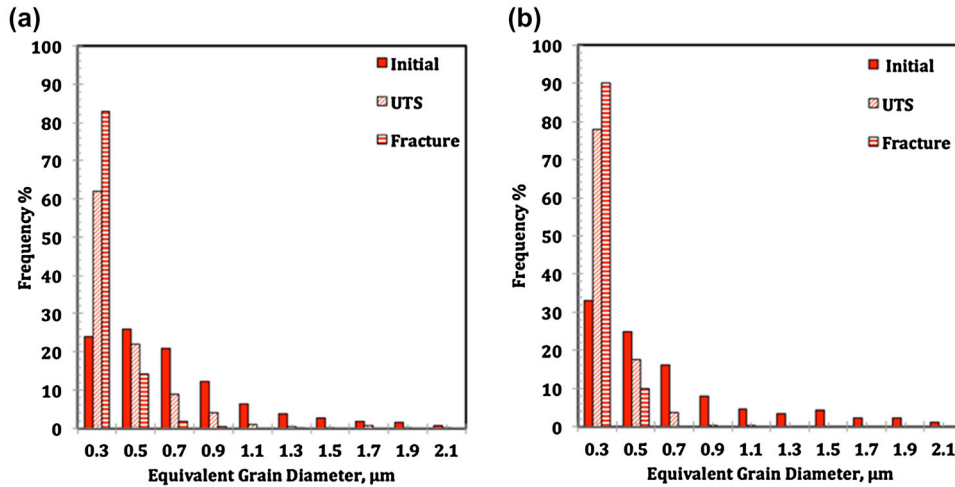 (a)
100
90
80
70
60
50
40
30
20
10
0
Frequency %
Initial
UTS
Fracture
0.3 0.5 0.7 0.9 1.1 1.3 1.5 1.7 1.9 2.1
Equivalent Grain Diameter, μm
(b)
100
90
80
70
60
50
40
30
20
10
0
Frequency %
Initial
UTS
Fracture
0.3 0.5 0.7 0.9 1.1 1.3 1.5 1.7 1.9 2.1
Equivalent Grain Diameter, μm